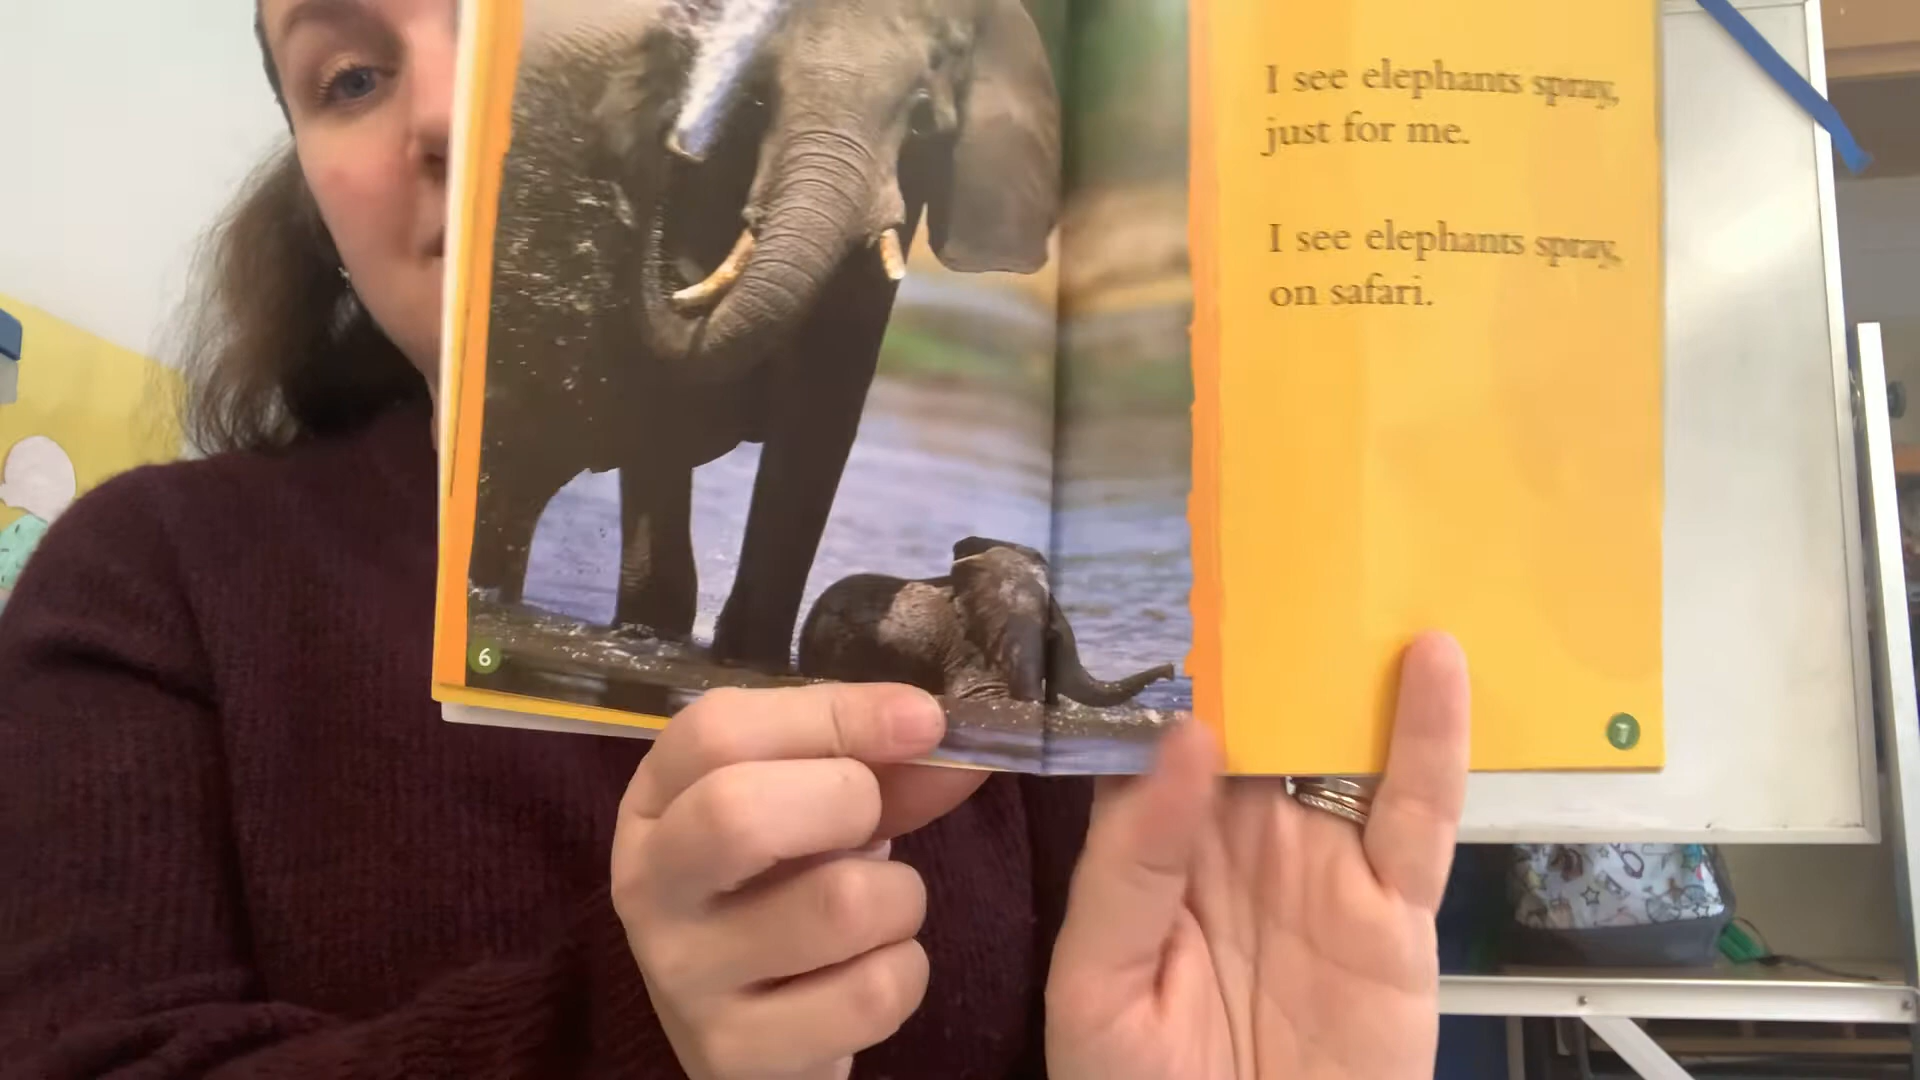 I see elephants spray,
just for me.
I see elephants spray,
on safari.
6
7